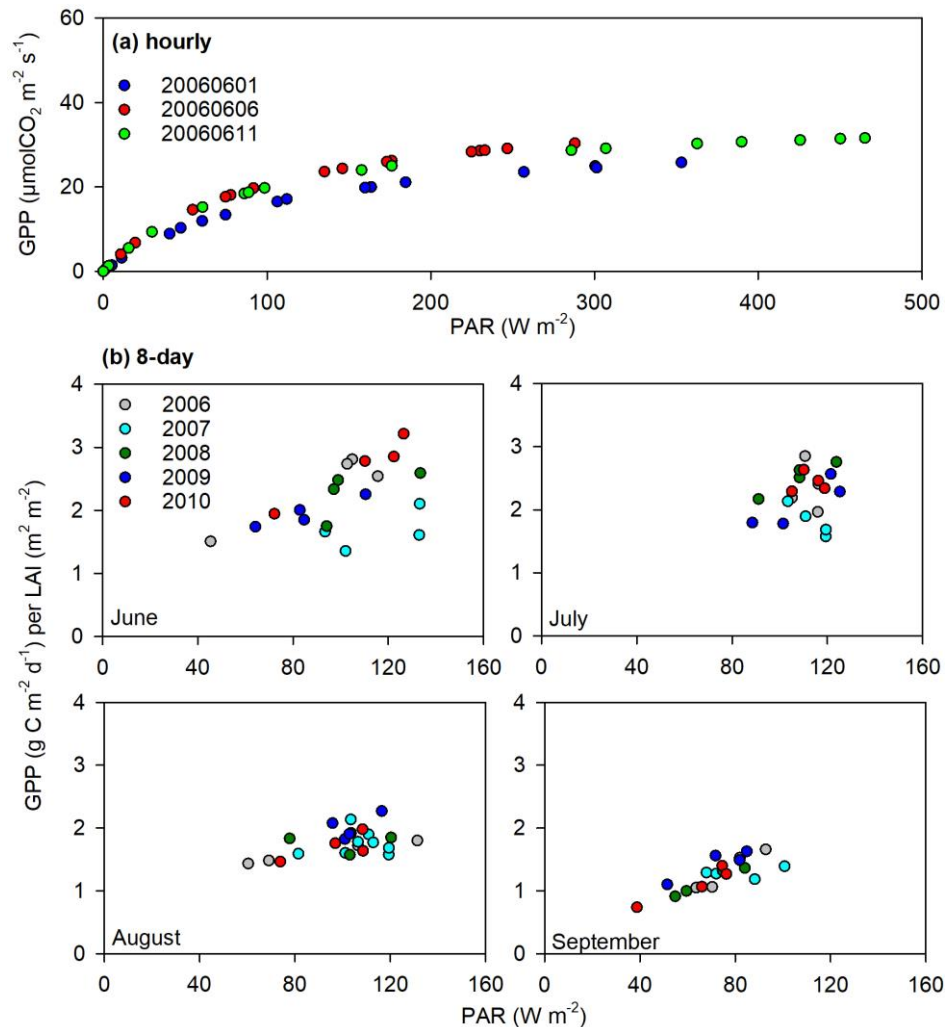 (a) hourly
20060601
20060606
20060611
60
40
20
0
GPP (µmolCO2 m-2 s-1)
0 100 200 300 400 500
PAR (W m-2)
(b) 8-day
2006
2007
2008
2009
2010
4
3
2
1
0
June
0 40 80 120 160
4
3
2
1
0
July
0 40 80 120 160
GPP (g C m-2 d-1) per LAI (m2 m-2)
4
3
2
1
0
August
0 40 80 120 160
4
3
2
1
0
September
0 40 80 120 160
PAR (W m-2)